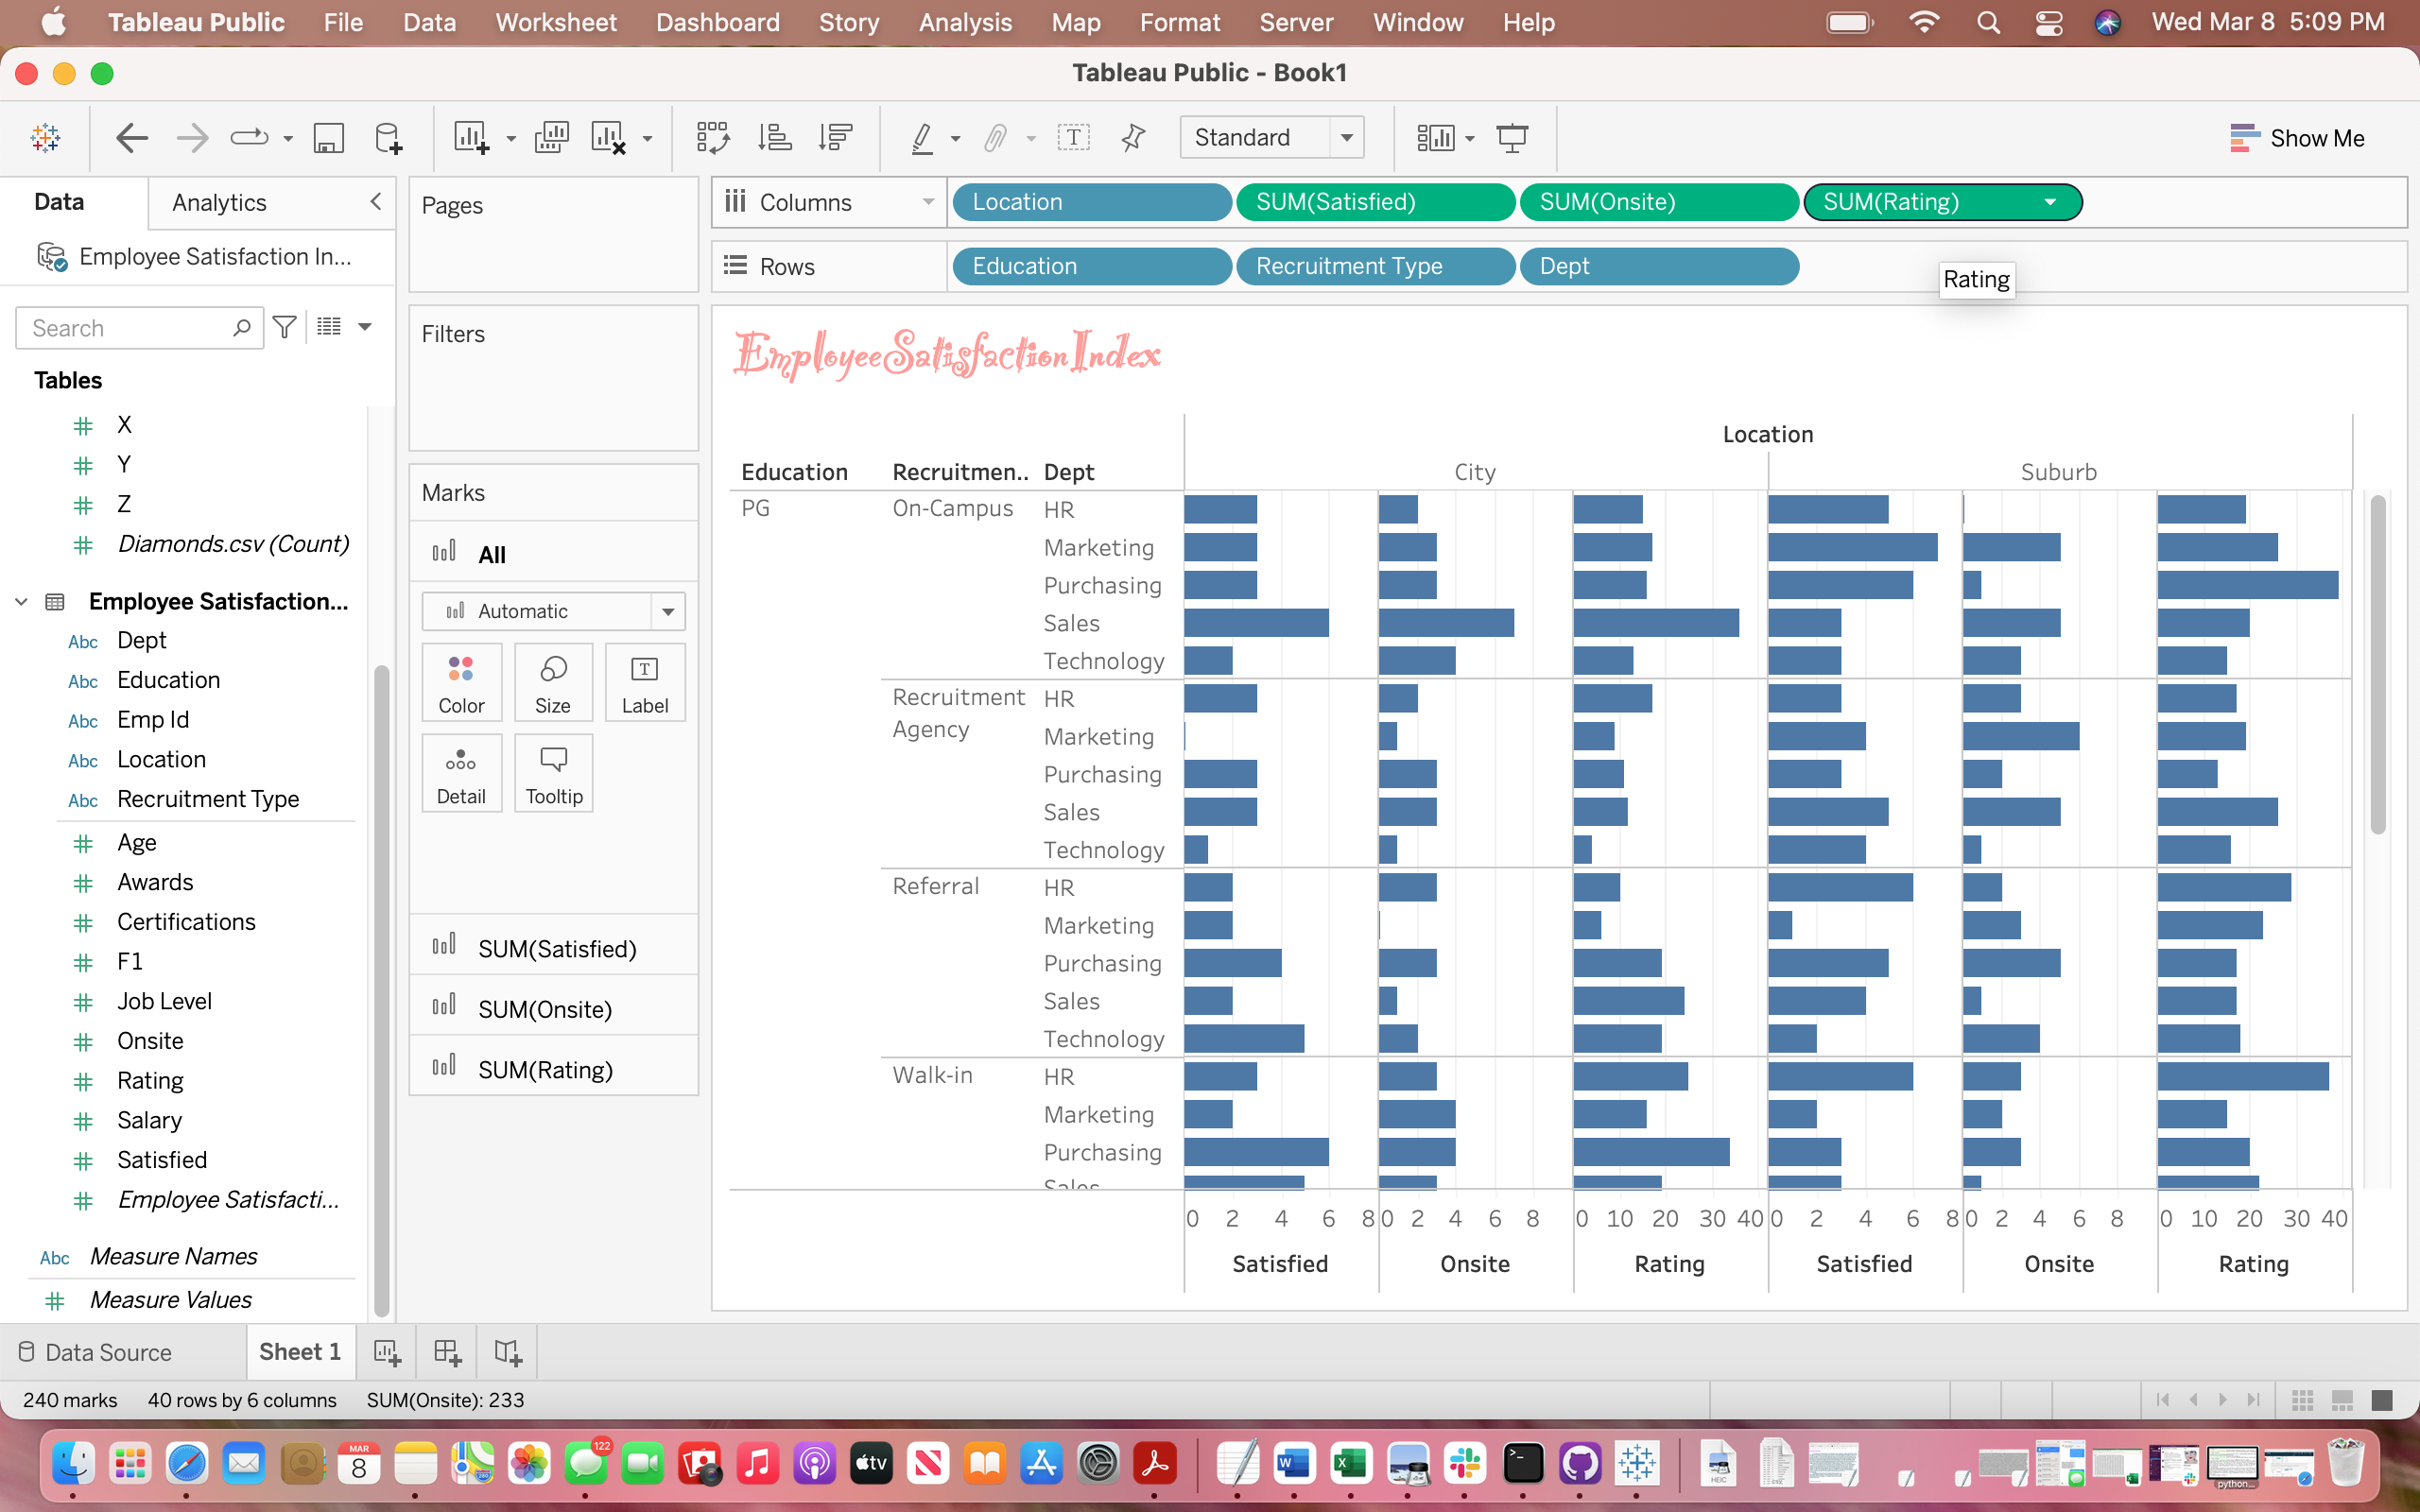 Tableau Public File Data Worksheet Dashboard Story Analysis Map Format Server Window Help Wed Mar 8 5:09 PM
Tableau Public - Book1
Standard Show Me
Data Analytics
Employee Satisfaction In...
Search
Tables
# X
# Y
# Z
# Diamonds.csv (Count)
Employee Satisfaction...
Abc Dept
Abc Education
Abc Emp Id
Abc Location
Abc Recruitment Type
# Age
# Awards
# Certifications
# F1
# Job Level
# Onsite
# Rating
# Salary
# Satisfied
# Employee Satisfacti...
Abc Measure Names
# Measure Values
Pages
Filters
Marks
All
Automatic
Color Size Label
Detail Tooltip
SUM(Satisfied)
SUM(Onsite)
SUM(Rating)
Columns Location SUM(Satisfied) SUM(Onsite) SUM(Rating)
Rows Education Recruitment Type Dept
Rating
EmployeeSatisfactionIndex
Location
Education Recruitmen.. Dept City Suburb
PG On-Campus HR
Marketing
Purchasing
Sales
Technology
Recruitment Agency HR
Marketing
Purchasing
Sales
Technology
Referral HR
Marketing
Purchasing
Sales
Technology
Walk-in HR
Marketing
Purchasing
Sales
0 2 4 6 8 0 2 4 6 8 0 10 20 30 40 0 2 4 6 8 0 2 4 6 8 0 10 20 30 40
Satisfied Onsite Rating Satisfied Onsite Rating
Data Source Sheet 1
240 marks 40 rows by 6 columns SUM(Onsite): 233
MAR
8
122
280
tv
W
X
HEIC
python...